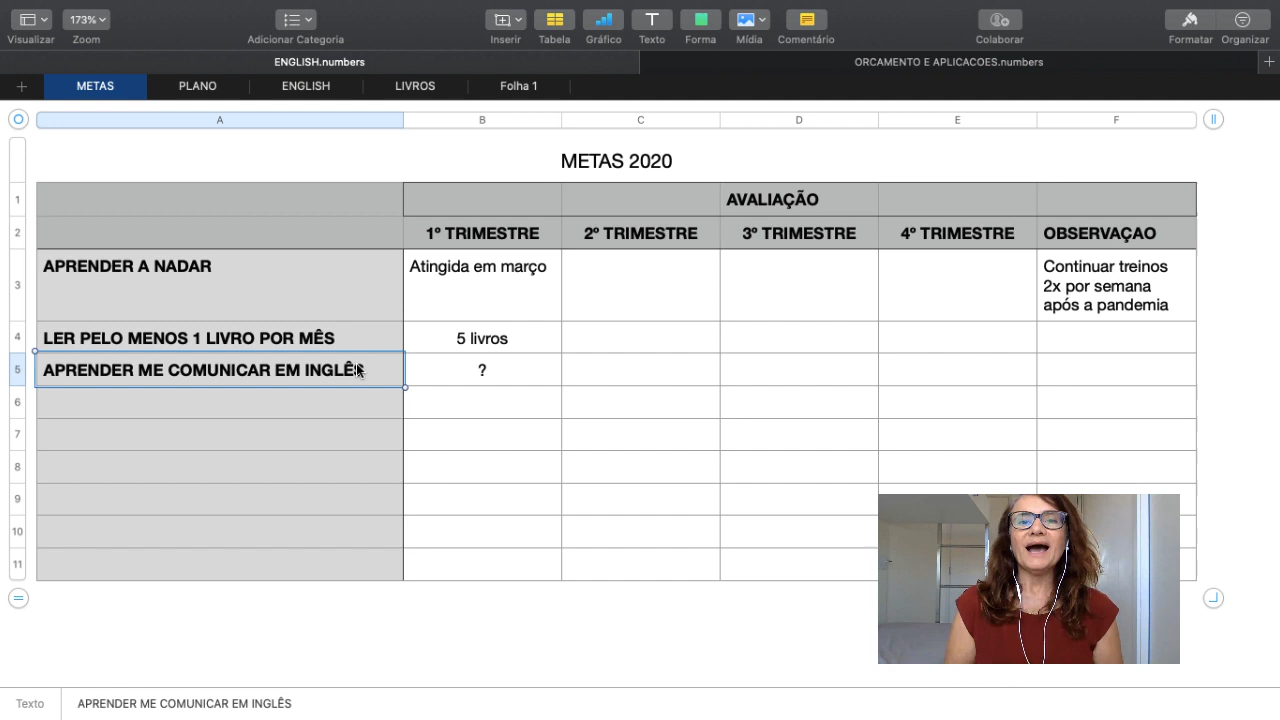 173%
Visualizar
Zoom
Adicionar Categoria
Inserir
Tabela
Gráfico
Texto
Forma
Mídia
Comentário
Colaborar
Formatar
Organizar
ENGLISH.numbers
ORCAMENTO E APLICACOES.numbers
METAS
PLANO
ENGLISH
LIVROS
Folha 1
A
B
C
D
E
F
METAS 2020
1
AVALIAÇÃO
2
1º TRIMESTRE
2º TRIMESTRE
3º TRIMESTRE
4º TRIMESTRE
OBSERVAÇAO
3
APRENDER A NADAR
Atingida em março
Continuar treinos
2x por semana
após a pandemia
4
LER PELO MENOS 1 LIVRO POR MÊS
5 livros
5
APRENDER ME COMUNICAR EM INGLÊS
?
6
7
8
9
10
11
Texto
APRENDER ME COMUNICAR EM INGLÊS